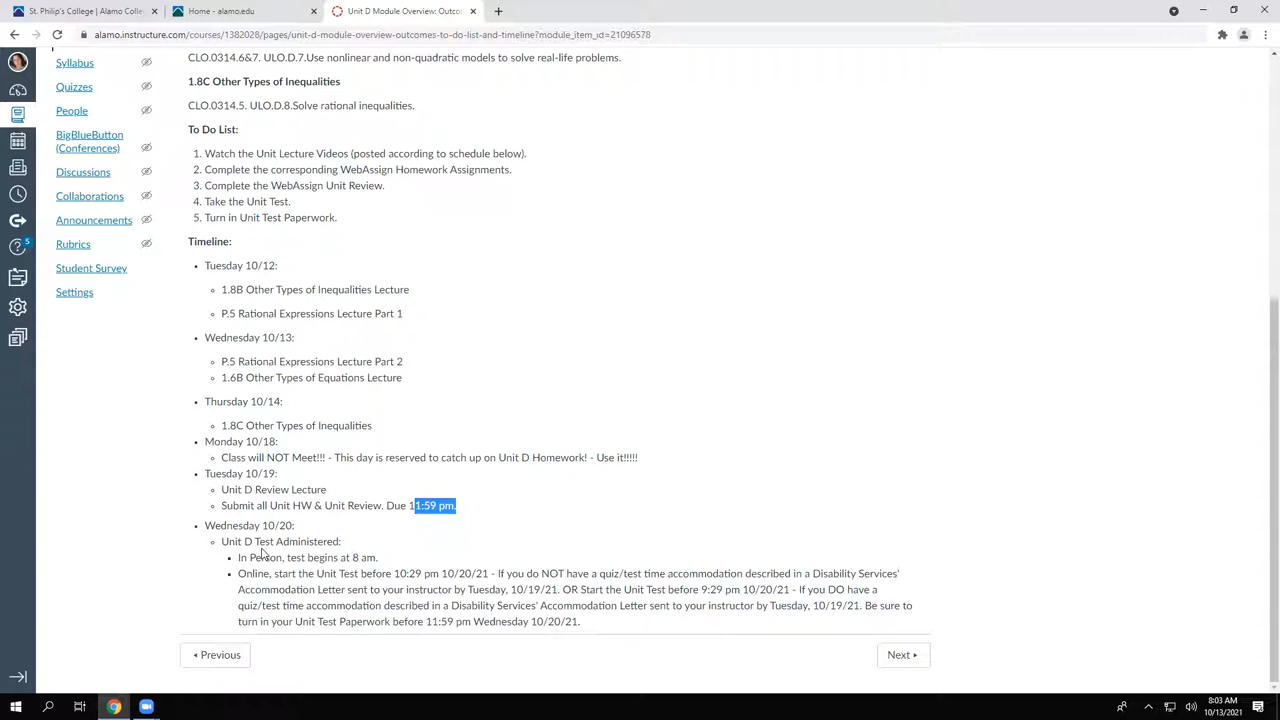 St. Philip's College | Alamo Colle
Home - alamo.edu
Unit D Module Overview: Outco
alamo.instructure.com/courses/1382028/pages/unit-d-module-overview-outcomes-to-do-list-and-timeline?module_item_id=21096578
CLO.0314.6&7. ULO.D.7.Use nonlinear and non-quadratic models to solve real-life problems.
Syllabus
1.8C Other Types of Inequalities
Quizzes
CLO.0314.5. ULO.D.8.Solve rational inequalities.
People
To Do List:
BigBlueButton
(Conferences)
1. Watch the Unit Lecture Videos (posted according to schedule below).
2. Complete the corresponding WebAssign Homework Assignments.
Discussions
3. Complete the WebAssign Unit Review.
Collaborations
4. Take the Unit Test.
Announcements
5. Turn in Unit Test Paperwork.
Rubrics
Timeline:
5
Student Survey
Tuesday 10/12:
Settings
1.8B Other Types of Inequalities Lecture
P.5 Rational Expressions Lecture Part 1
Wednesday 10/13:
P.5 Rational Expressions Lecture Part 2
1.6B Other Types of Equations Lecture
Thursday 10/14:
1.8C Other Types of Inequalities
Monday 10/18:
Class will NOT Meet!!! - This day is reserved to catch up on Unit D Homework! - Use it!!!!!
Tuesday 10/19:
Unit D Review Lecture
Submit all Unit HW & Unit Review. Due 11:59 pm.
Wednesday 10/20:
Unit D Test Administered:
In Person, test begins at 8 am.
Online, start the Unit Test before 10:29 pm 10/20/21 - If you do NOT have a quiz/test time accommodation described in a Disability Services'
Accommodation Letter sent to your instructor by Tuesday, 10/19/21. OR Start the Unit Test before 9:29 pm 10/20/21 - If you DO have a
quiz/test time accommodation described in a Disability Services' Accommodation Letter sent to your instructor by Tuesday, 10/19/21. Be sure to
turn in your Unit Test Paperwork before 11:59 pm Wednesday 10/20/21.
Previous
Next
8:03 AM
10/13/2021